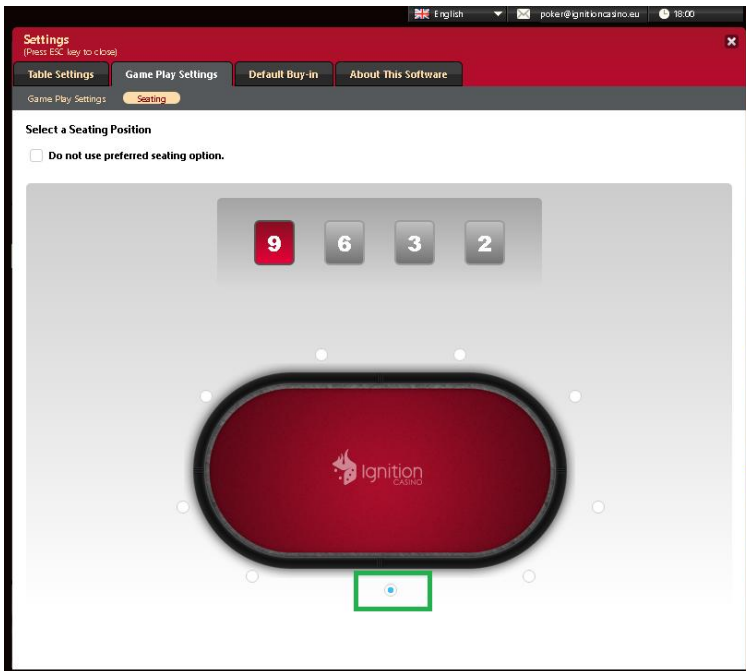 English poker@ignitioncasino.eu 18:00
Settings
(Press ESC key to close)
Table Settings Game Play Settings Default Buy-in About This Software
Game Play Settings Seating
Select a Seating Position
Do not use preferred seating option.
9 6 3 2
Ignition
CASINO